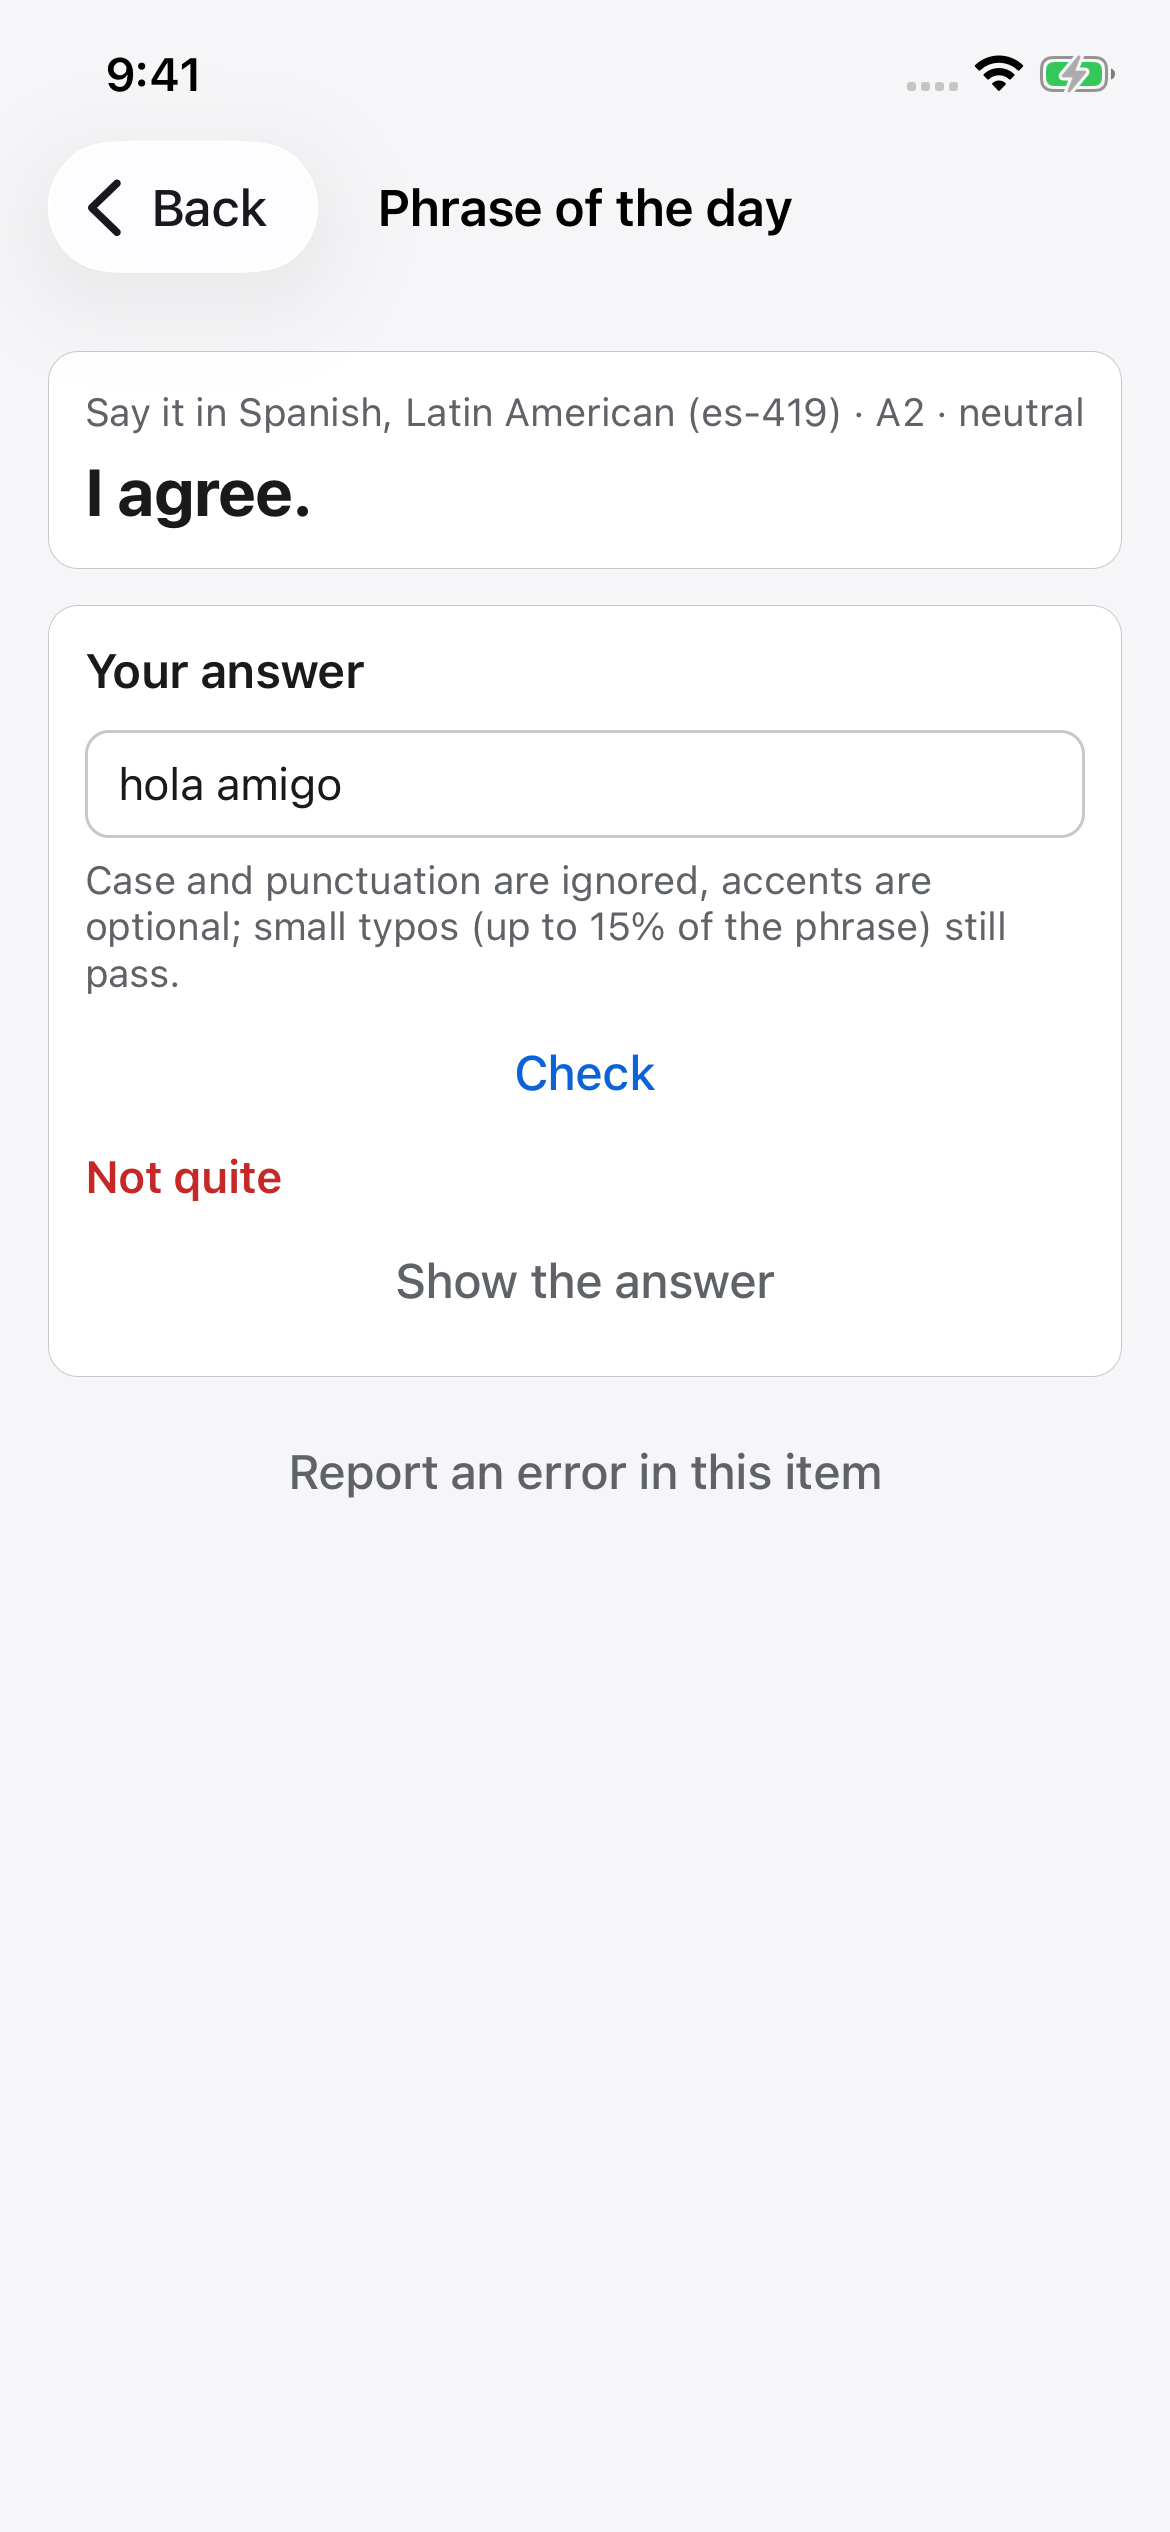 9:41
Back
Phrase of the day
Say it in Spanish, Latin American (es-419) · A2 · neutral
I agree.
Your answer
hola amigo
Case and punctuation are ignored, accents are
optional; small typos (up to 15% of the phrase) still
pass.
Check
Not quite
Show the answer
Report an error in this item